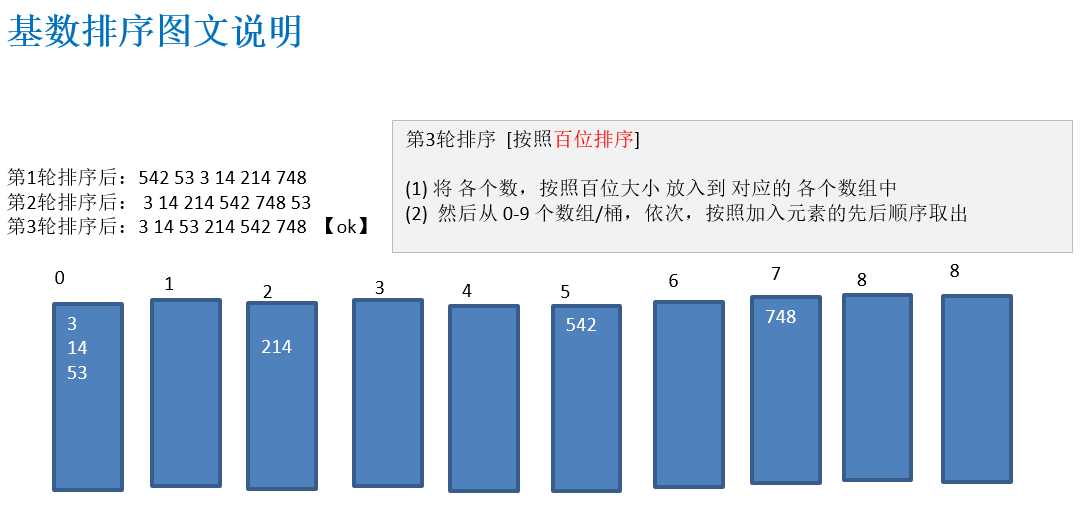 基数排序图文说明
第3轮排序 [按照百位排序]
(1) 将 各个数，按照百位大小 放入到 对应的 各个数组中
(2) 然后从 0-9 个数组/桶，依次，按照加入元素的先后顺序取出
第1轮排序后：542 53 3 14 214 748
第2轮排序后： 3 14 214 542 748 53
第3轮排序后：3 14 53 214 542 748 【ok】
0 1 2 3 4 5 6 7 8 8
3
14
53
214
542
748